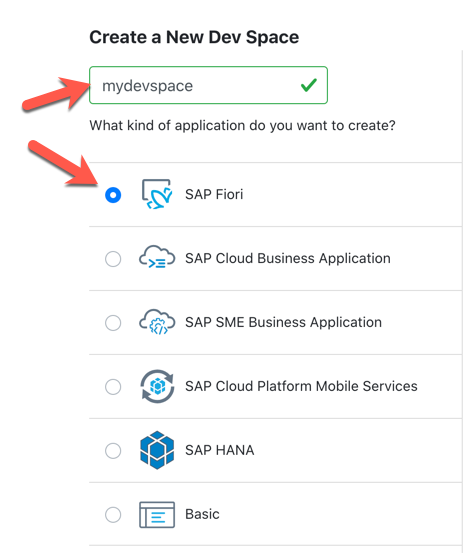 Create a New Dev Space
mydevspace
What kind of application do you want to create?
SAP Fiori
SAP Cloud Business Application
SAP SME Business Application
SAP Cloud Platform Mobile Services
SAP HANA
Basic